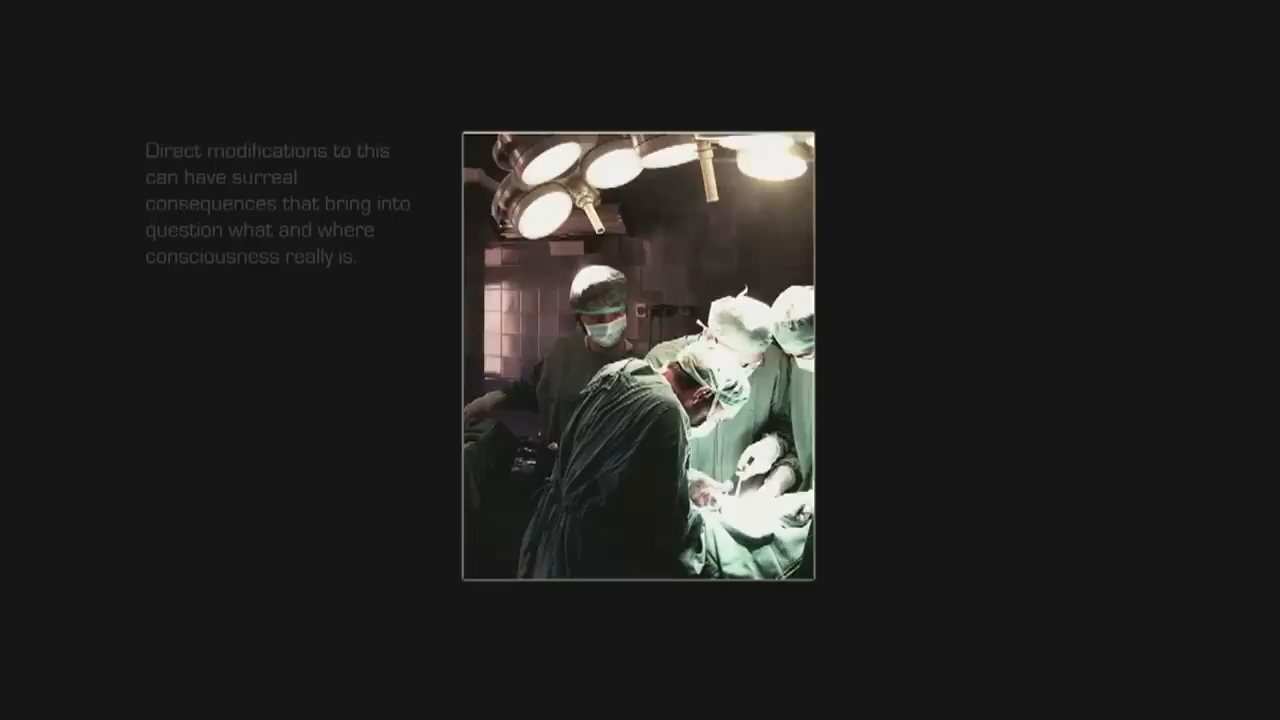 Direct modifications to this
can have surreal
consequences that bring into
question what and where
consciousness really is.